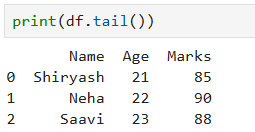 print(df.tail())
Name Age Marks
0 Shiryash 21 85
1 Neha 22 90
2 Saavi 23 88